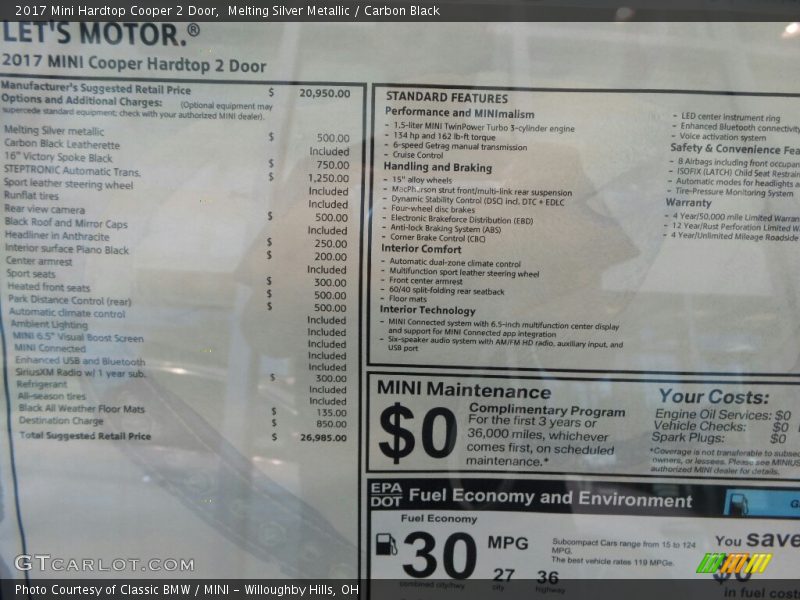 2017 Mini Hardtop Cooper 2 Door,  Melting Silver Metallic / Carbon Black
LET'S MOTOR.®
2017 MINI Cooper Hardtop 2 Door
Manufacturer's Suggested Retail Price $ 20,950.00
Options and Additional Charges: (Optional equipment may
supercede standard equipment; check with your authorized MINI dealer).
Melting Silver metallic $ 500.00
Carbon Black Leatherette Included
16" Victory Spoke Black $ 750.00
STEPTRONIC Automatic Trans. $ 1,250.00
Sport leather steering wheel Included
Runflat tires Included
Rear view camera $ 500.00
Black Roof and Mirror Caps Included
Headliner in Anthracite $ 250.00
Interior surface Piano Black $ 200.00
Center armrest Included
Sport seats $ 300.00
Heated front seats $ 500.00
Park Distance Control (rear) $ 500.00
Automatic climate control Included
Ambient Lighting Included
MINI 6.5" Visual Boost Screen Included
MINI Connected Included
Enhanced USB and Bluetooth Included
SiriusXM Radio w/ 1 year sub. $ 300.00
Refrigerant Included
All-season tires Included
Black All Weather Floor Mats $ 135.00
Destination Charge $ 850.00
Total Suggested Retail Price $ 26,985.00
STANDARD FEATURES
Performance and MINImalism
- 1.5-liter MINI TwinPower Turbo 3-cylinder engine
- 134 hp and 162 lb-ft torque
- 6-speed Getrag manual transmission
- Cruise Control
Handling and Braking
- 15" alloy wheels
- MacPherson strut front/multi-link rear suspension
- Dynamic Stability Control (DSC) incl. DTC + EDLC
- Four-wheel disc brakes
- Electronic Brakeforce Distribution (EBD)
- Anti-lock Braking System (ABS)
- Corner Brake Control (CBC)
Interior Comfort
- Automatic dual-zone climate control
- Multifunction sport leather steering wheel
- Front center armrest
- 60/40 split-folding rear seatback
- Floor mats
Interior Technology
- MINI Connected system with 6.5-inch multifunction center display
and support for MINI Connected app integration
- Six-speaker audio system with AM/FM HD radio, auxiliary input, and
USB port
- LED center instrument ring
- Enhanced Bluetooth connectivity
- Voice activation system
Safety & Convenience Fea
- 8 Airbags including front occupan
- ISOFIX (LATCH) Child Seat Restrain
- Automatic modes for headlights a
- Tire-Pressure Monitoring System
Warranty
- 4 Year/50,000 mile Limited Warran
- 12 Year/Rust Perforation Limited W
- 4 Year/Unlimited Mileage Roadside
MINI Maintenance
$0
Complimentary Program
For the first 3 years or
36,000 miles, whichever
comes first, on scheduled
maintenance.*
Your Costs:
Engine Oil Services: $0
Vehicle Checks: $0
Spark Plugs: $0
*Coverage is not transferable to subseq
owners, or lessees. Please see MINIUS
authorized MINI dealer for details.
EPA
DOT Fuel Economy and Environment
Fuel Economy
30 MPG
27 36
city highway
combined city/hwy
Subcompact Cars range from 15 to 124
MPG.
The best vehicle rates 119 MPGe.
You save
$0
in fuel costs
GTCARLOT.COM
Photo Courtesy of Classic BMW / MINI - Willoughby Hills, OH